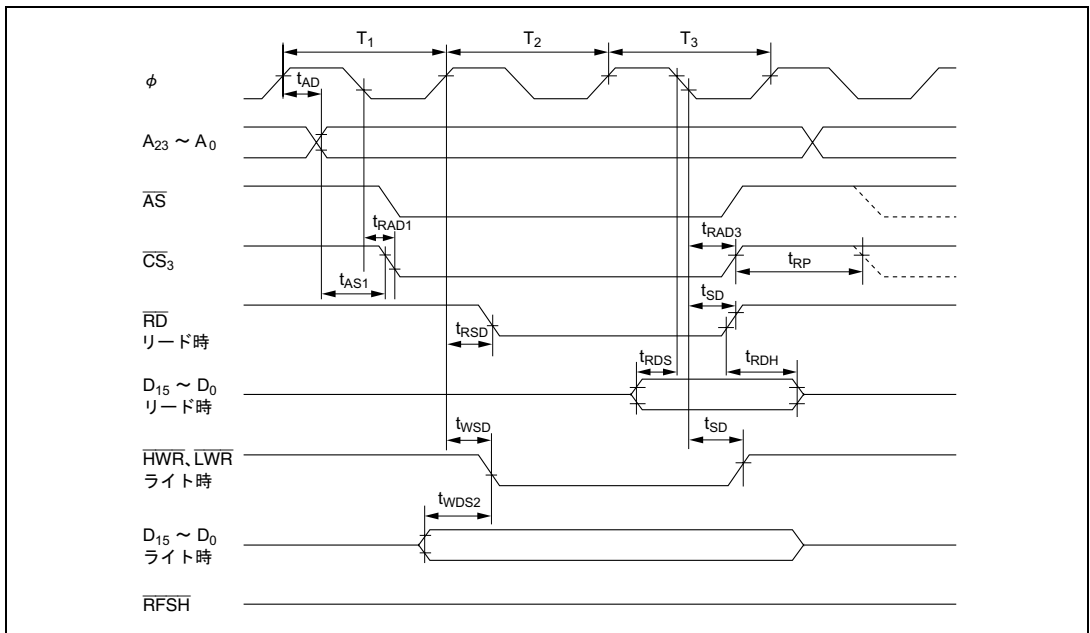 T1 T2 T3
φ
tAD
A23 ～ A0
AS
tRAD1 tRAD3
CS3
tRP
tAS1
tSD
RD
リード時
tRSD
tRDS tRDH
D15 ～ D0
リード時
tWSD tSD
HWR、LWR
ライト時
tWDS2
D15 ～ D0
ライト時
RFSH